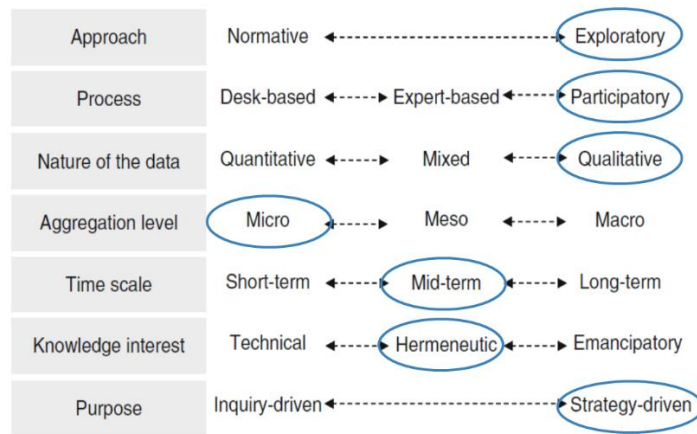 Approach Normative Exploratory
Process Desk-based Expert-based Participatory
Nature of the data Quantitative Mixed Qualitative
Aggregation level Micro Meso Macro
Time scale Short-term Mid-term Long-term
Knowledge interest Technical Hermeneutic Emancipatory
Purpose Inquiry-driven Strategy-driven